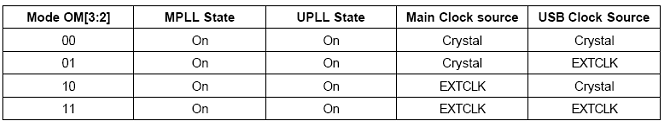 Mode OM[3:2] MPLL State UPLL State Main Clock source USB Clock Source
00 On On Crystal Crystal
01 On On Crystal EXTCLK
10 On On EXTCLK Crystal
11 On On EXTCLK EXTCLK